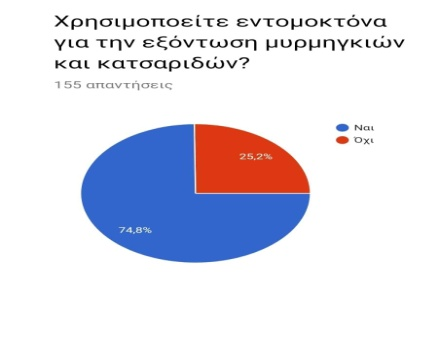 Χρησιμοποείτε εντομοκτόνα
για την εξόντωση μυρμηγκιών
και κατσαριδών?
155 απαντήσεις
Ναι
Όχι
25,2%
74,8%